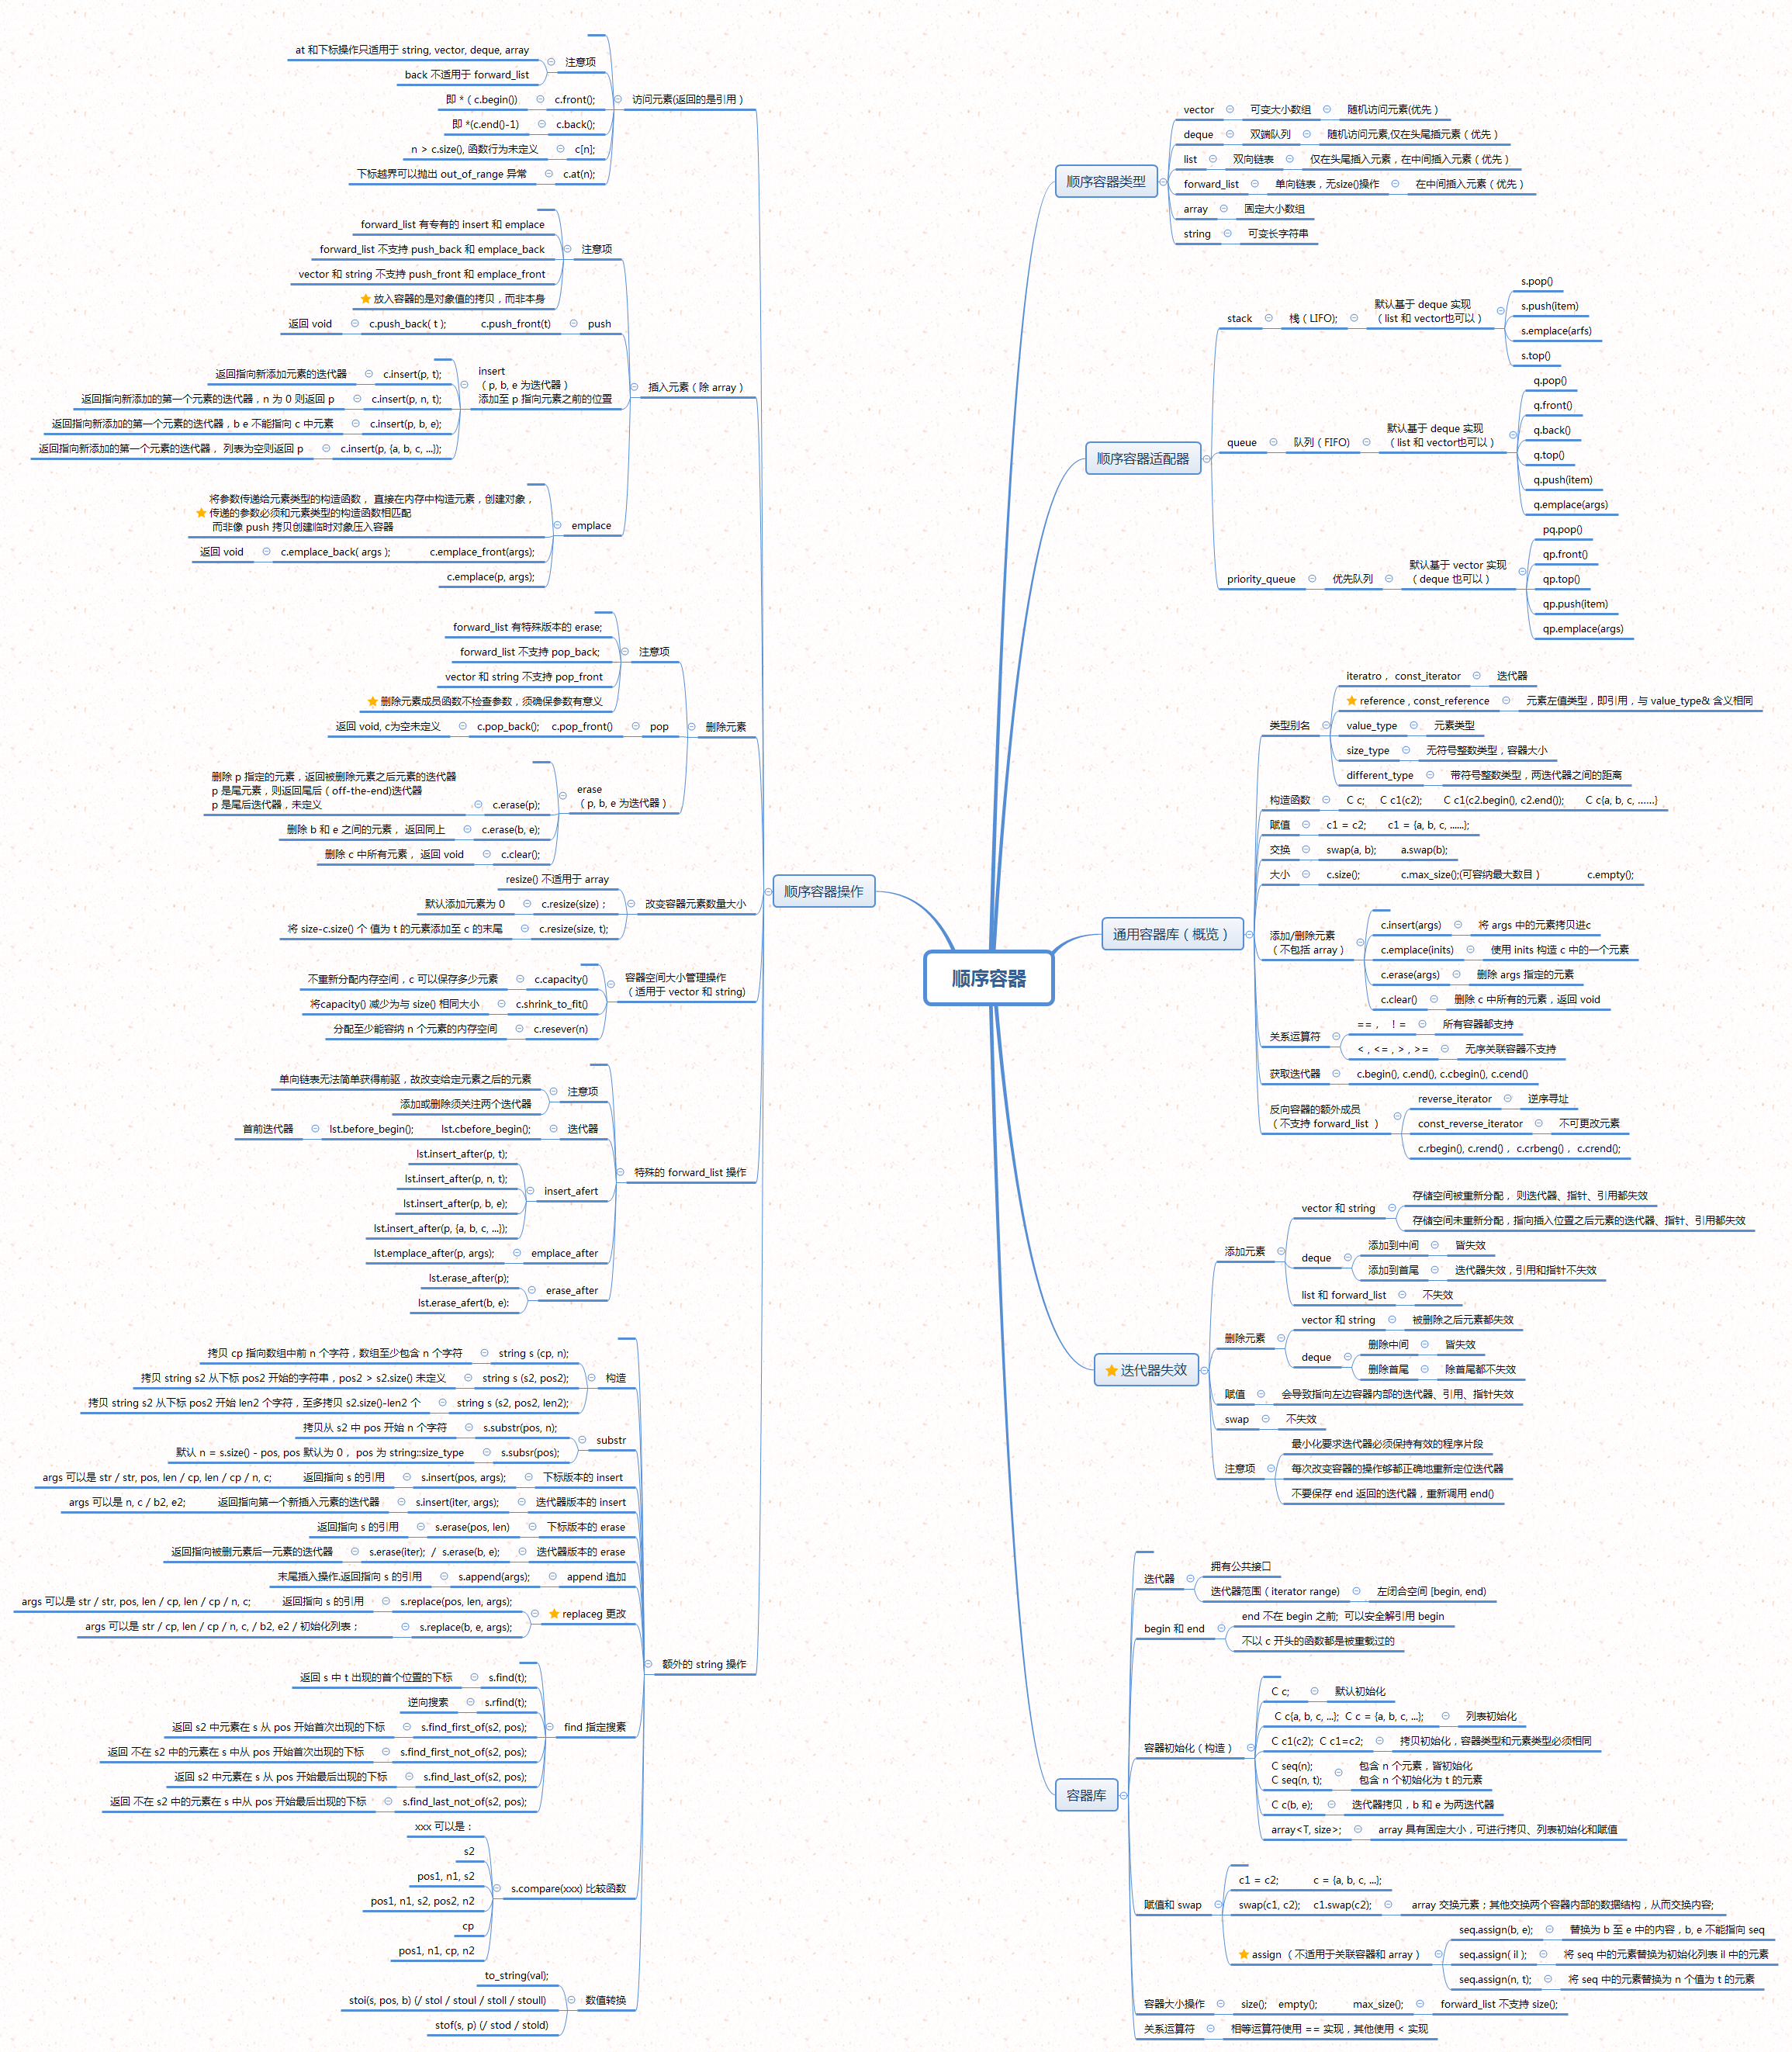 顺序容器
顺序容器类型
vector 可变大小数组 随机访问元素(优先)
deque 双端队列 随机访问元素,仅在头尾插元素(优先)
list 双向链表 仅在头尾插入元素，在中间插入元素(优先)
forward_list 单向链表，无size()操作 在中间插入元素(优先)
array 固定大小数组
string 可变长字符串
顺序容器适配器
stack 栈(LIFO); 默认基于 deque 实现
(list 和 vector也可以)
s.pop()
s.push(item)
s.emplace(arfs)
s.top()
queue 队列(FIFO) 默认基于 deque 实现
(list 和 vector也可以)
q.pop()
q.front()
q.back()
q.top()
q.push(item)
q.emplace(args)
priority_queue 优先队列 默认基于 vector 实现
(deque 也可以)
pq.pop()
qp.front()
qp.top()
qp.push(item)
qp.emplace(args)
通用容器库(概览)
类型别名
iteratro， const_iterator 迭代器
reference , const_reference 元素左值类型，即引用，与 value_type& 含义相同
value_type 元素类型
size_type 无符号整数类型，容器大小
different_type 带符号整数类型，两迭代器之间的距离
构造函数 C c; C c1(c2); C c1(c2.begin(), c2.end()); C c{a, b, c, ……}
赋值 c1 = c2; c1 = {a, b, c, ……};
交换 swap(a, b); a.swap(b);
大小 c.size(); c.max_size();(可容纳最大数目) c.empty();
添加/删除元素
(不包括 array)
c.insert(args) 将 args 中的元素拷贝进c
c.emplace(inits) 使用 inits 构造 c 中的一个元素
c.erase(args) 删除 args 指定的元素
c.clear() 删除 c 中所有的元素，返回 void
关系运算符
==， != 所有容器都支持
<，<=，>，>= 无序关联容器不支持
获取迭代器 c.begin(), c.end(), c.cbegin(), c.cend()
反向容器的额外成员
(不支持 forward_list )
reverse_iterator 逆序寻址
const_reverse_iterator 不可更改元素
c.rbegin(), c.rend()， c.crbeng()， c.crend();
迭代器失效
添加元素
vector 和 string
存储空间被重新分配， 则迭代器、指针、引用都失效
存储空间未重新分配，指向插入位置之后元素的迭代器、指针、引用都失效
deque
添加到中间 皆失效
添加到首尾 迭代器失效，引用和指针不失效
list 和 forward_list 不失效
删除元素
vector 和 string 被删除之后元素都失效
deque
删除中间 皆失效
删除首尾 除首尾都不失效
赋值 会导致指向左边容器内部的迭代器、引用、指针失效
swap 不失效
注意项
最小化要求迭代器必须保持有效的程序片段
每次改变容器的操作够都正确地重新定位迭代器
不要保存 end 返回的迭代器，重新调用 end()
容器库
迭代器
拥有公共接口
迭代器范围(iterator range) 左闭合空间 [begin, end)
begin 和 end
end 不在 begin 之前; 可以安全解引用 begin
不以 c 开头的函数都是被重载过的
容器初始化(构造)
C c; 默认初始化
C c{a, b, c, ...}; C c = {a, b, c, ...}; 列表初始化
C c1(c2); C c1=c2; 拷贝初始化，容器类型和元素类型必须相同
C seq(n); 包含 n 个元素，皆初始化
C seq(n, t); 包含 n 个初始化为 t 的元素
C c(b, e); 迭代器拷贝，b 和 e 为两迭代器
array<T, size>; array 具有固定大小，可进行拷贝、列表初始化和赋值
赋值和 swap
c1 = c2; c = {a, b, c, ...};
swap(c1, c2); c1.swap(c2); array 交换元素；其他交换两个容器内部的数据结构，从而交换内容;
assign (不适用于关联容器和 array)
seq.assign(b, e); 替换为 b 至 e 中的内容，b, e 不能指向 seq
seq.assign( il ); 将 seq 中的元素替换为初始化列表 il 中的元素
seq.assign(n, t); 将 seq 中的元素替换为 n 个值为 t 的元素
容器大小操作 size(); empty(); max_size(); forward_list 不支持 size();
关系运算符 相等运算符使用 == 实现，其他使用 < 实现
顺序容器操作
访问元素(返回的是引用)
注意项
at 和下标操作只适用于 string, vector, deque, array
back 不适用于 forward_list
c.front(); 即 * ( c.begin())
c.back(); 即 *(c.end()-1)
c[n]; n > c.size(), 函数行为未定义
c.at(n); 下标越界可以抛出 out_of_range 异常
插入元素(除 array)
注意项
forward_list 有专有的 insert 和 emplace
forward_list 不支持 push_back 和 emplace_back
vector 和 string 不支持 push_front 和 emplace_front
放入容器的是对象值的拷贝，而非本身
push c.push_back( t ); c.push_front(t) 返回 void
insert
(p, b, e 为迭代器)
添加至 p 指向元素之前的位置
c.insert(p, t); 返回指向新添加元素的迭代器
c.insert(p, n, t); 返回指向新添加的第一个元素的迭代器，n 为 0 则返回 p
c.insert(p, b, e); 返回指向新添加的第一个元素的迭代器，b e 不能指向 c 中元素
c.insert(p, {a, b, c, ...}); 返回指向新添加的第一个元素的迭代器， 列表为空则返回 p
emplace
将参数传递给元素类型的构造函数， 直接在内存中构造元素，创建对象，
传递的参数必须和元素类型的构造函数相匹配
而非像 push 拷贝创建临时对象压入容器
c.emplace_back( args ); c.emplace_front(args); 返回 void
c.emplace(p, args);
删除元素
注意项
forward_list 有特殊版本的 erase;
forward_list 不支持 pop_back;
vector 和 string 不支持 pop_front
删除元素成员函数不检查参数，须确保参数有意义
pop c.pop_back(); c.pop_front() 返回 void, c为空未定义
erase
(p, b, e 为迭代器)
c.erase(p);
删除 p 指定的元素，返回被删除元素之后元素的迭代器
p 是尾元素，则返回尾后(off-the-end)迭代器
p 是尾后迭代器，未定义
c.erase(b, e); 删除 b 和 e 之间的元素， 返回同上
c.clear(); 删除 c 中所有元素， 返回 void
改变容器元素数量大小
resize() 不适用于 array
c.resize(size)； 默认添加元素为 0
c.resize(size, t); 将 size-c.size() 个 值为 t 的元素添加至 c 的末尾
容器空间大小管理操作
(适用于 vector 和 string)
c.capacity() 不重新分配内存空间，c 可以保存多少元素
c.shrink_to_fit() 将capacity() 减少为与 size() 相同大小
c.resever(n) 分配至少能容纳 n 个元素的内存空间
特殊的 forward_list 操作
注意项
单向链表无法简单获得前驱，故改变给定元素之后的元素
添加或删除须关注两个迭代器
迭代器 lst.before_begin(); lst.cbefore_begin(); 首前迭代器
insert_afert
lst.insert_after(p, t);
lst.insert_after(p, n, t);
lst.insert_after(p, b, e);
lst.insert_after(p, {a, b, c, ...});
emplace_after lst.emplace_after(p, args);
erase_after
lst.erase_after(p);
lst.erase_afert(b, e):
额外的 string 操作
构造
string s (cp, n); 拷贝 cp 指向数组中前 n 个字符，数组至少包含 n 个字符
string s (s2, pos2); 拷贝 string s2 从下标 pos2 开始的字符串，pos2 > s2.size() 未定义
string s (s2, pos2, len2); 拷贝 string s2 从下标 pos2 开始 len2 个字符，至多拷贝 s2.size()-len2 个
substr
s.substr(pos, n); 拷贝从 s2 中 pos 开始 n 个字符
s.subsr(pos); 默认 n = s.size() - pos, pos 默认为 0， pos 为 string::size_type
下标版本的 insert s.insert(pos, args); 返回指向 s 的引用 args 可以是 str / str, pos, len / cp, len / cp / n, c;
迭代器版本的 insert s.insert(iter, args); 返回指向第一个新插入元素的迭代器 args 可以是 n, c / b2, e2;
下标版本的 erase s.erase(pos, len) 返回指向 s 的引用
迭代器版本的 erase s.erase(iter); / s.erase(b, e); 返回指向被删元素后一元素的迭代器
append 追加 s.append(args); 末尾插入操作.返回指向 s 的引用
replaceg 更改
s.replace(pos, len, args); 返回指向 s 的引用 args 可以是 str / str, pos, len / cp, len / cp / n, c;
s.replace(b, e, args); args 可以是 str / cp, len / cp / n, c, / b2, e2 / 初始化列表；
find 指定搜素
s.find(t); 返回 s 中 t 出现的首个位置的下标
s.rfind(t); 逆向搜索
s.find_first_of(s2, pos); 返回 s2 中元素在 s 从 pos 开始首次出现的下标
s.find_first_not_of(s2, pos); 返回 不在 s2 中的元素在 s 中从 pos 开始首次出现的下标
s.find_last_of(s2, pos); 返回 s2 中元素在 s 从 pos 开始最后出现的下标
s.find_last_not_of(s2, pos); 返回 不在 s2 中的元素在 s 中从 pos 开始最后出现的下标
s.compare(xxx) 比较函数
xxx 可以是：
s2
pos1, n1, s2
pos1, n1, s2, pos2, n2
cp
pos1, n1, cp, n2
数值转换
to_string(val);
stoi(s, pos, b) (/ stol / stoul / stoll / stoull)
stof(s, p) (/ stod / stold)